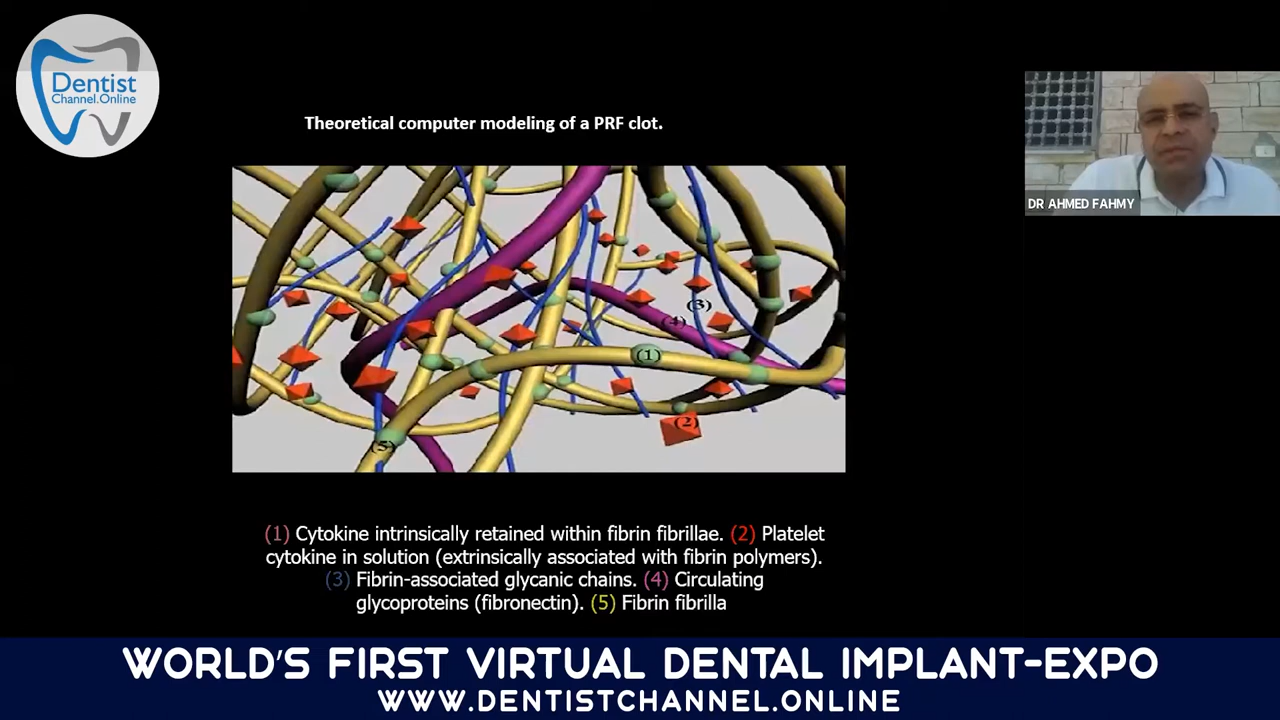 Dentist
Channel.Online
Theoretical computer modeling of a PRF clot.
DR AHMED FAHMY
(3)
(4)
(1)
(2)
(5)
(1) Cytokine intrinsically retained within fibrin fibrillae. (2) Platelet
cytokine in solution (extrinsically associated with fibrin polymers).
(3) Fibrin-associated glycanic chains. (4) Circulating
glycoproteins (fibronectin). (5) Fibrin fibrilla
WORLD'S FIRST VIRTUAL DENTAL IMPLANT-EXPO
WWW.DENTISTCHANNEL.ONLINE